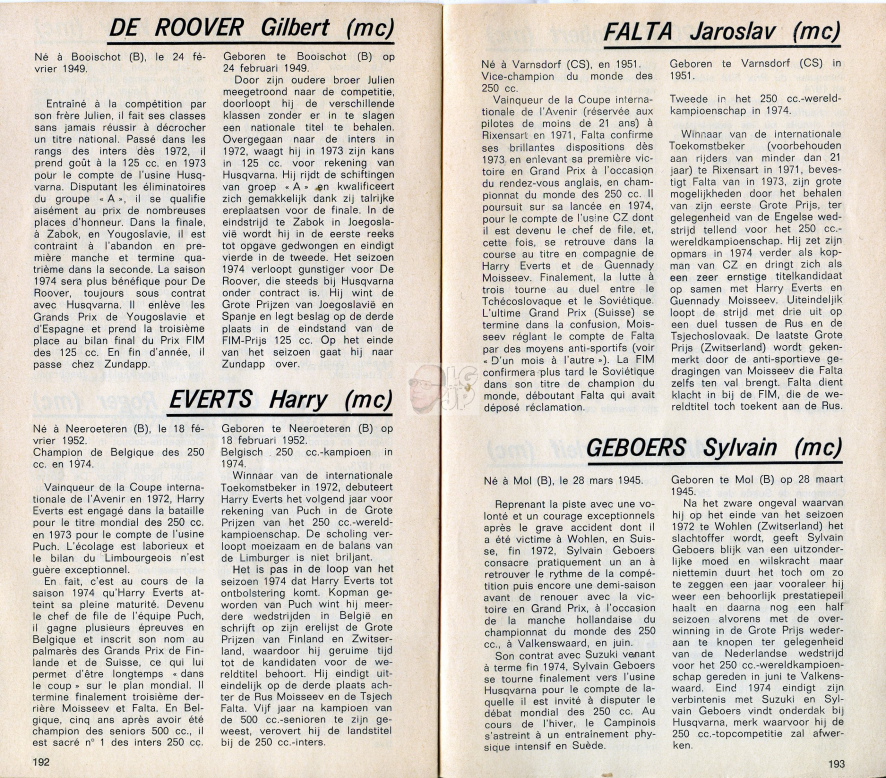 DE ROOVER Gilbert (mc)
Né à Booischot (B), le 24 fé-
vrier 1949.
Entraîné à la compétition par
son frère Julien, il fait ses classes
sans jamais réussir à décrocher
un titre national. Passé dans les
rangs des inters dès 1972, il
prend goût à la 125 cc. en 1973
pour le compte de l'usine Husq-
varna. Disputant les éliminatoires
du groupe « A », il se qualifie
aisément au prix de nombreuses
places d'honneur. Dans la finale,
à Zabok, en Yougoslavie, il est
contraint à l'abandon en pre-
mière manche et termine qua-
trième dans la seconde. La saison
1974 sera plus bénéfique pour De
Roover, toujours sous contrat
avec Husqvarna. Il enlève les
Grands Prix de Yougoslavie et
d'Espagne et prend la troisième
place au bilan final du Prix FIM
des 125 cc. En fin d'année, il
passe chez Zundapp.
Geboren te Booischot (B) op
24 februari 1949.
Door zijn oudere broer Julien
meegetroond naar de competitie,
doorloopt hij de verschillende
klassen zonder er in te slagen
een nationale titel te behalen.
Overgegaan naar de inters in
1972, waagt hij in 1973 zijn kans
in 125 cc. voor rekening van
Husqvarna. Hij rijdt de schiftingen
van groep « A » en kwalificeert
zich gemakkelijk dank zij talrijke
ereplaatsen voor de finale. In de
eindstrijd te Zabok in Joegosla-
vië wordt hij in de eerste reeks
tot opgave gedwongen en eindigt
vierde in de tweede. Het seizoen
1974 verloopt gunstiger voor De
Roover, die steeds bij Husqvarna
onder contract is. Hij wint de
Grote Prijzen van Joegoslavië en
Spanje en legt beslag op de derde
plaats in de eindstand van de
FIM-Prijs 125 cc. Op het einde
van het seizoen gaat hij naar
Zundapp over.
EVERTS Harry (mc)
Né à Neeroeteren (B), le 18 fé-
vrier 1952.
Champion de Belgique des 250
cc. en 1974.
Vainqueur de la Coupe interna-
tionale de l'Avenir en 1972, Harry
Everts est engagé dans la bataille
pour le titre mondial des 250 cc.
en 1973 pour le compte de l'usine
Puch. L'écolage est laborieux et
le bilan du Limbourgeois n'est
guère exceptionnel.
En fait, c'est au cours de la
saison 1974 qu'Harry Everts at-
teint sa pleine maturité. Devenu
le chef de file de l'équipe Puch,
il gagne plusieurs épreuves en
Belgique et inscrit son nom au
palmarès des Grands Prix de Fin-
lande et de Suisse, ce qui lui
permet d'être longtemps « dans
le coup » sur le plan mondial. Il
termine finalement troisième der-
rière Moisseev et Falta. En Bel-
gique, cinq ans après avoir été
champion des seniors 500 cc., il
est sacré n° 1 des inters 250 cc.
Geboren te Neeroeteren (B) op
18 februari 1952.
Belgisch 250 cc.-kampioen in
1974.
Winnaar van de internationale
Toekomstbeker in 1972, debuteert
Harry Everts het volgend jaar voor
rekening van Puch in de Grote
Prijzen van het 250 cc.-wereld-
kampioenschap. De scholing ver-
loopt moeizaam en de balans van
de Limburger is niet briljant.
Het is pas in de loop van het
seizoen 1974 dat Harry Everts tot
ontbolstering komt. Kopman ge-
worden van Puch wint hij meer-
dere wedstrijden in België en
schrijft op zijn erelijst de Grote
Prijzen van Finland en Zwitser-
land, waardoor hij geruime tijd
tot de kandidaten voor de we-
reldtitel behoort. Hij eindigt uit-
eindelijk op de derde plaats ach-
ter de Rus Moisseev en de Tsjech
Falta. Vijf jaar na kampioen van
de 500 cc.-senioren te zijn ge-
weest, verovert hij de landstitel
bij de 250 cc.-inters.
192
FALTA Jaroslav (mc)
Né à Varnsdorf (CS), en 1951.
Vice-champion du monde des
250 cc.
Vainqueur de la Coupe interna-
tionale de l'Avenir (réservée aux
pilotes de moins de 21 ans) à
Rixensart en 1971, Falta confirme
ses brillantes dispositions dès
1973 en enlevant sa première vic-
toire en Grand Prix à l'occasion
du rendez-vous anglais, en cham-
pionnat du monde des 250 cc. Il
poursuit sur sa lancée en 1974,
pour le compte de l'usine CZ dont
il est devenu le chef de file, et,
cette fois, se retrouve dans la
course au titre en compagnie de
Harry Everts et de Guennady
Moisseev. Finalement, la lutte à
trois tourne au duel entre le
Tchécoslovaque et le Soviétique.
L'ultime Grand Prix (Suisse) se
termine dans la confusion, Mois-
seev réglant le compte de Falta
par des moyens anti-sportifs (voir
« D'un mois à l'autre »). La FIM
confirmera plus tard le Soviétique
dans son titre de champion du
monde, déboutant Falta qui avait
déposé réclamation.
Geboren te Varnsdorf (CS) in
1951.
Tweede in het 250 cc.-wereld-
kampioenschap in 1974.
Winnaar van de internationale
Toekomstbeker (voorbehouden
aan rijders van minder dan 21
jaar) te Rixensart in 1971, beves-
tigt Falta van in 1973, zijn grote
mogelijkheden door het behalen
van zijn eerste Grote Prijs, ter
gelegenheid van de Engelse wed-
strijd tellend voor het 250 cc.-
wereldkampioenschap. Hij zet zijn
opmars in 1974 verder als kop-
man van CZ en dringt zich als
een zeer ernstige titelkandidaat
op samen met Harry Everts en
Guennady Moisseev. Uiteindelijk
loopt de strijd met drie uit op
een duel tussen de Rus en de
Tsjechoslovaak. De laatste Grote
Prijs (Zwitserland) wordt geken-
merkt door de anti-sportieve ge-
dragingen van Moisseev die Falta
zelfs ten val brengt. Falta dient
klacht in bij de FIM, die de we-
reldtitel toch toekent aan de Rus.
GEBOERS Sylvain (mc)
Né à Mol (B), le 28 mars 1945.
Reprenant la piste avec une vo-
lonté et un courage exceptionnels
après le grave accident dont il
a été victime à Wohlen, en Suis-
se, fin 1972, Sylvain Geboers
consacre pratiquement un an à
retrouver le rythme de la compé-
tition puis encore une demi-saison
avant de renouer avec la vic-
toire en Grand Prix, à l'occasion
de la manche hollandaise du
championnat du monde des 250
cc., à Valkenswaard, en juin.
Son contrat avec Suzuki venant
à terme fin 1974, Sylvain Geboers
se tourne finalement vers l'usine
Husqvarna pour le compte de la-
quelle il est invité à disputer le
débat mondial des 250 cc. Au
cours de l'hiver, le Campinois
s'astreint à un entraînement phy-
sique intensif en Suède.
Geboren te Mol (B) op 28 maart
1945.
Na het zware ongeval waarvan
hij op het einde van het seizoen
1972 te Wohlen (Zwitserland) het
slachtoffer wordt, geeft Sylvain
Geboers blijk van een uitzonder-
lijke moed en wilskracht maar
niettemin duurt het toch om zo
te zeggen een jaar vooraleer hij
weer een behoorlijk prestatiepeil
haalt en daarna nog een half
seizoen alvorens met de over-
winning in de Grote Prijs weder-
aan te knopen ter gelegenheid
van de Nederlandse wedstrijd
voor het 250 cc.-wereldkampioen-
schap gereden in juni te Valkens-
waard. Eind 1974 eindigt zijn
verbintenis met Suzuki en Syl-
vain Geboers vindt onderdak bij
Husqvarna, merk waarvoor hij de
250 cc.-topcompetitie zal afwer-
ken.
193